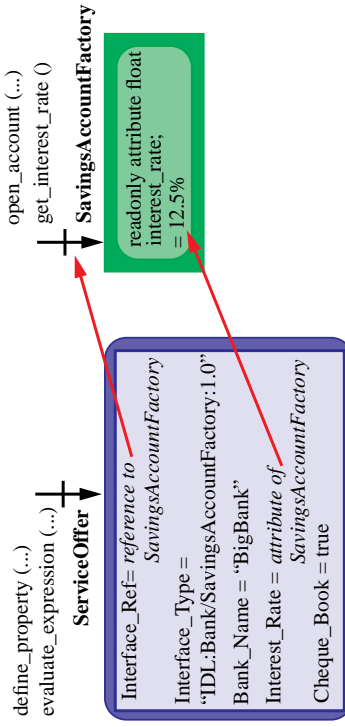 define_property (...)
evaluate_expression (...)
ServiceOffer
Interface_Ref= reference to
SavingsAccountFactory
Interface_Type =
“IDL:Bank/SavingsAccountFactory:1.0”
Bank_Name = “BigBank”
Interest_Rate = attribute of
SavingsAccountFactory
Cheque_Book = true
open_account (...)
get_interest_rate ()
SavingsAccountFactory
readonly attribute float
interest_rate;
= 12.5%